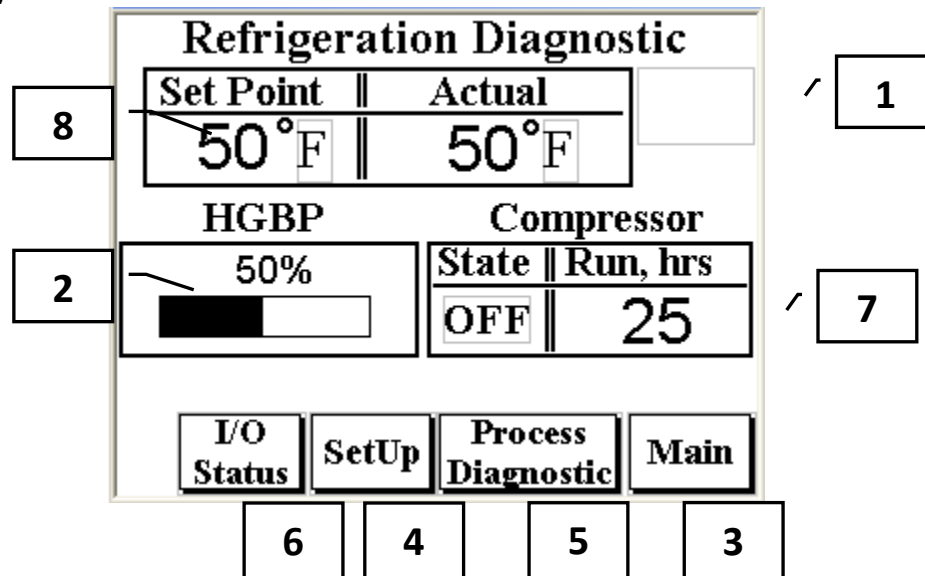 Refrigeration Diagnostic
1
Set Point Actual
8
50°F 50°F
HGBP Compressor
State Run, hrs
2
50%
OFF 25
7
I/O Status
SetUp
Process Diagnostic
Main
6 4 5 3